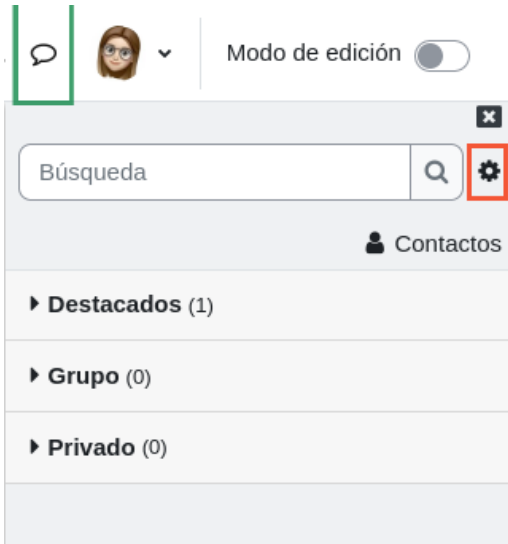 Modo de edición
Búsqueda
Contactos
Destacados (1)
Grupo (0)
Privado (0)